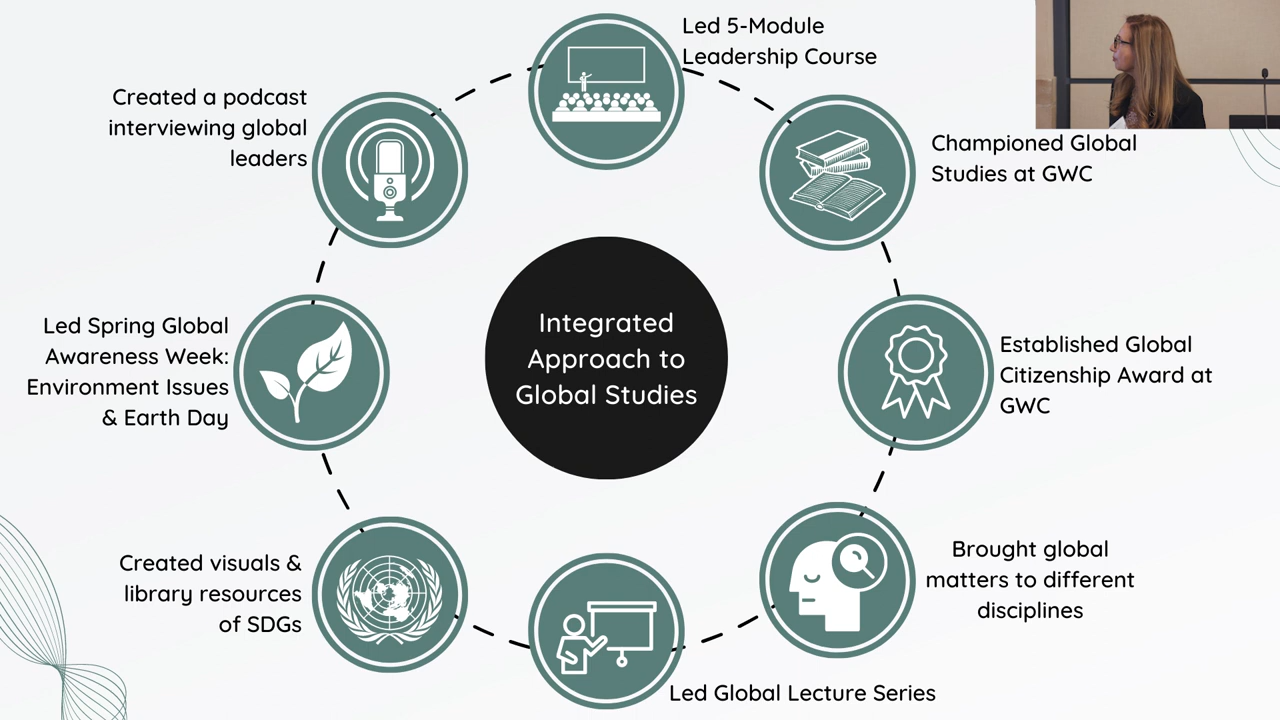 Led 5-Module
Leadership Course
Created a podcast
interviewing global
leaders
Championed Global
Studies at GWC
Integrated
Approach to
Global Studies
Led Spring Global
Awareness Week:
Environment Issues
& Earth Day
Established Global
Citizenship Award at
GWC
Created visuals &
library resources
of SDGs
Brought global
matters to different
disciplines
Led Global Lecture Series